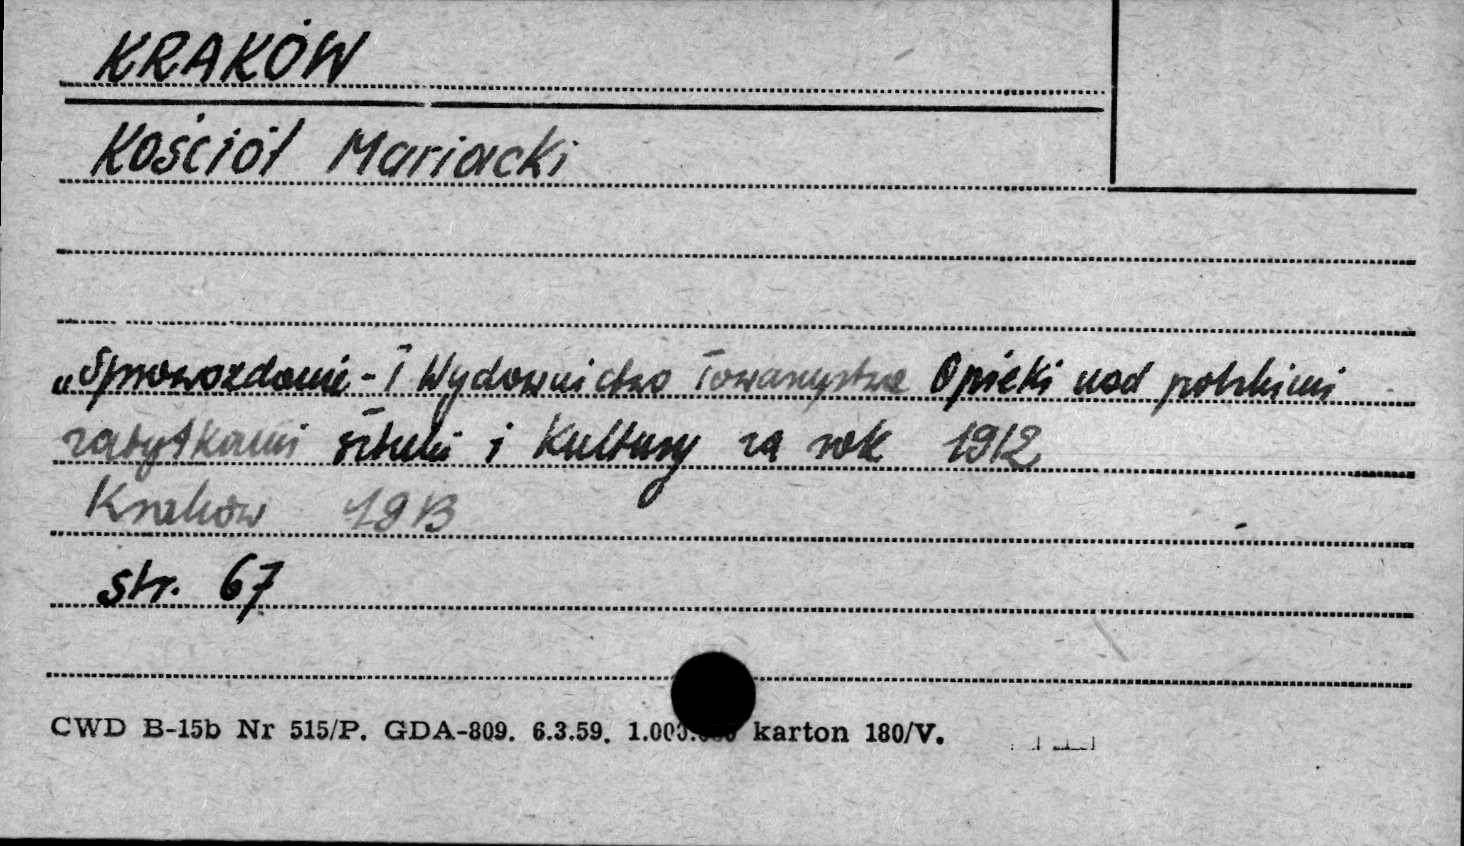 KRAKÓW
Kościół Mariacki
„Sprawozdanie - I Wydawnictwo Towarzystwa Opieki nad polskimi
zabytkami sztuki i Kultury za rok 1912
Kraków 1913
str. 67
CWD B-15b Nr 515/P. GDA-809. 6.3.59. karton 180/V.